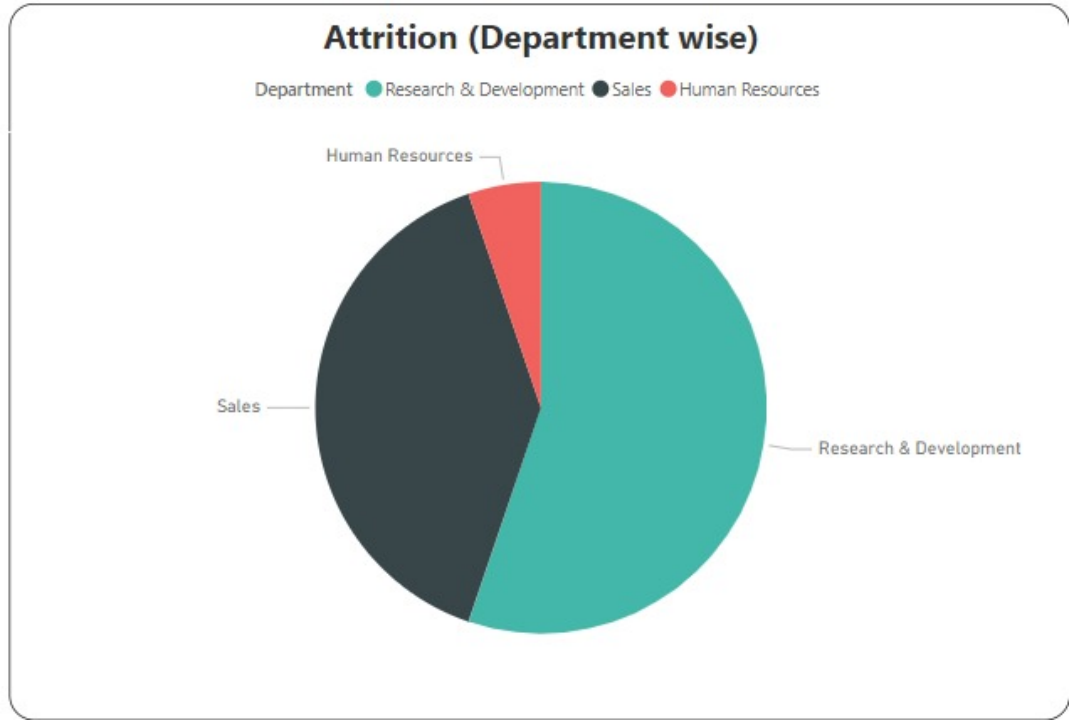 Attrition (Department wise)
Department Research & Development Sales Human Resources
Human Resources
Sales
Research & Development